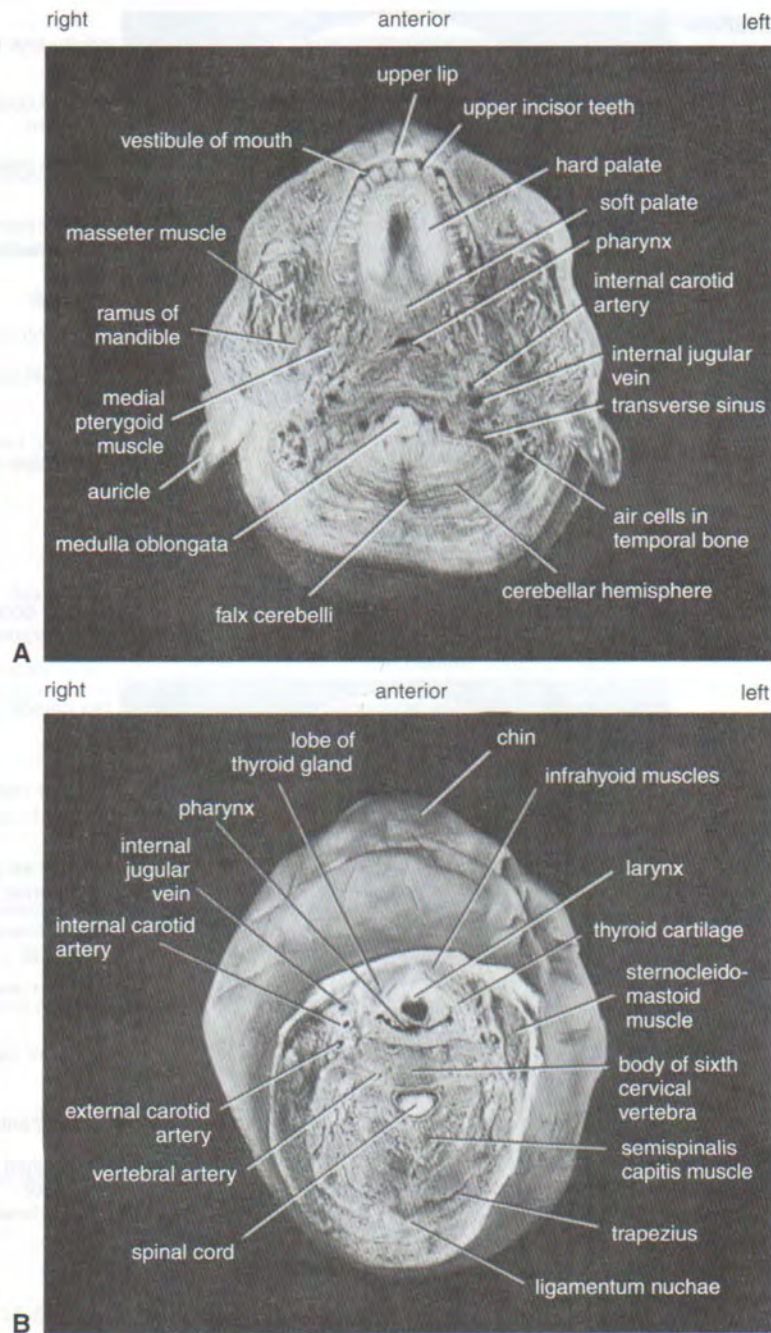 right anterior left
upper lip
upper incisor teeth
vestibule of mouth
hard palate
soft palate
masseter muscle
pharynx
internal carotid
artery
ramus of
mandible
internal jugular
vein
medial
pterygoid
muscle
transverse sinus
auricle
air cells in
temporal bone
medulla oblongata
cerebellar hemisphere
falx cerebelli
A
right anterior left
lobe of
thyroid gland
chin
infrahyoid muscles
pharynx
internal
jugular
vein
larynx
internal carotid
artery
thyroid cartilage
sternocleido-
mastoid
muscle
body of sixth
cervical
vertebra
external carotid
artery
semispinalis
capitis muscle
vertebral artery
trapezius
spinal cord
ligamentum nuchae
B